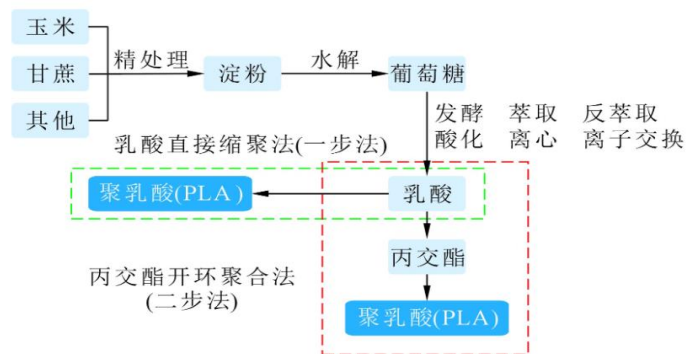 玉米
甘蔗
其他
精处理
淀粉
水解
葡萄糖
发酵 萃取 反萃取
酸化 离心 离子交换
乳酸直接缩聚法(一步法)
聚乳酸(PLA)
乳酸
丙交酯
丙交酯开环聚合法
(二步法)
聚乳酸(PLA)